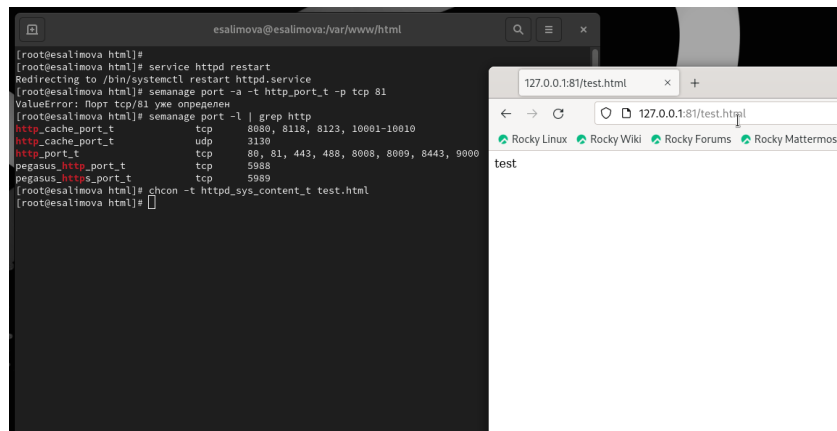 esalimova@esalimova:/var/www/html
[root@esalimova html]#
[root@esalimova html]# service httpd restart
Redirecting to /bin/systemctl restart httpd.service
[root@esalimova html]# semanage port -a -t http_port_t -p tcp 81
ValueError: Порт tcp/81 уже определен
[root@esalimova html]# semanage port -l | grep http
http_cache_port_t tcp 8080, 8118, 8123, 10001-10010
http_cache_port_t udp 3130
http_port_t tcp 80, 81, 443, 488, 8008, 8009, 8443, 9000
pegasus_http_port_t tcp 5988
pegasus_https_port_t tcp 5989
[root@esalimova html]# chcon -t httpd_sys_content_t test.html
[root@esalimova html]#
127.0.0.1:81/test.html
127.0.0.1:81/test.html
Rocky Linux Rocky Wiki Rocky Forums Rocky Mattermos
test